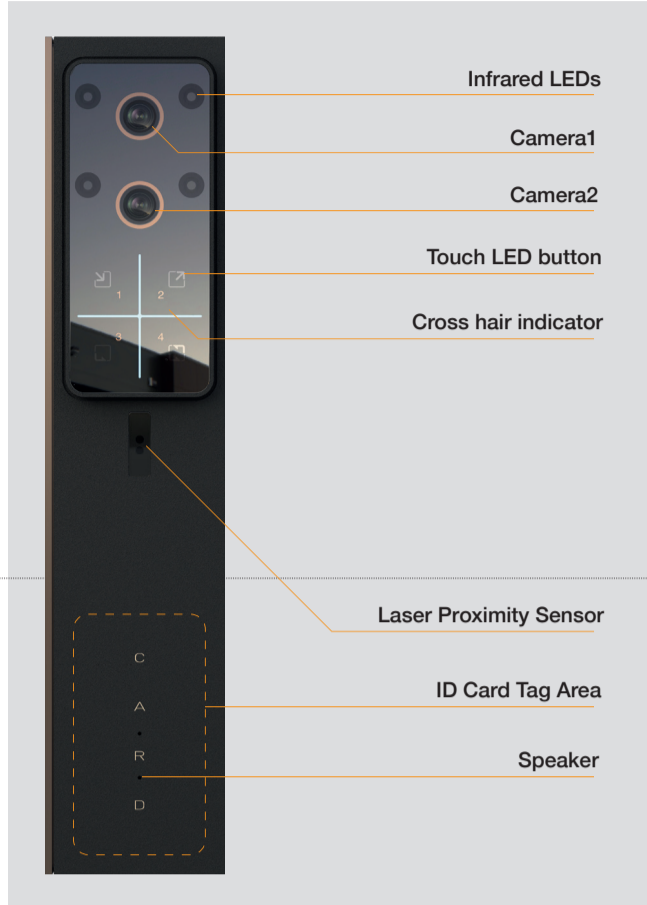 Infrared LEDs
Camera1
Camera2
Touch LED button
1 2
Cross hair indicator
3 4
Laser Proximity Sensor
C
ID Card Tag Area
A
R
Speaker
D